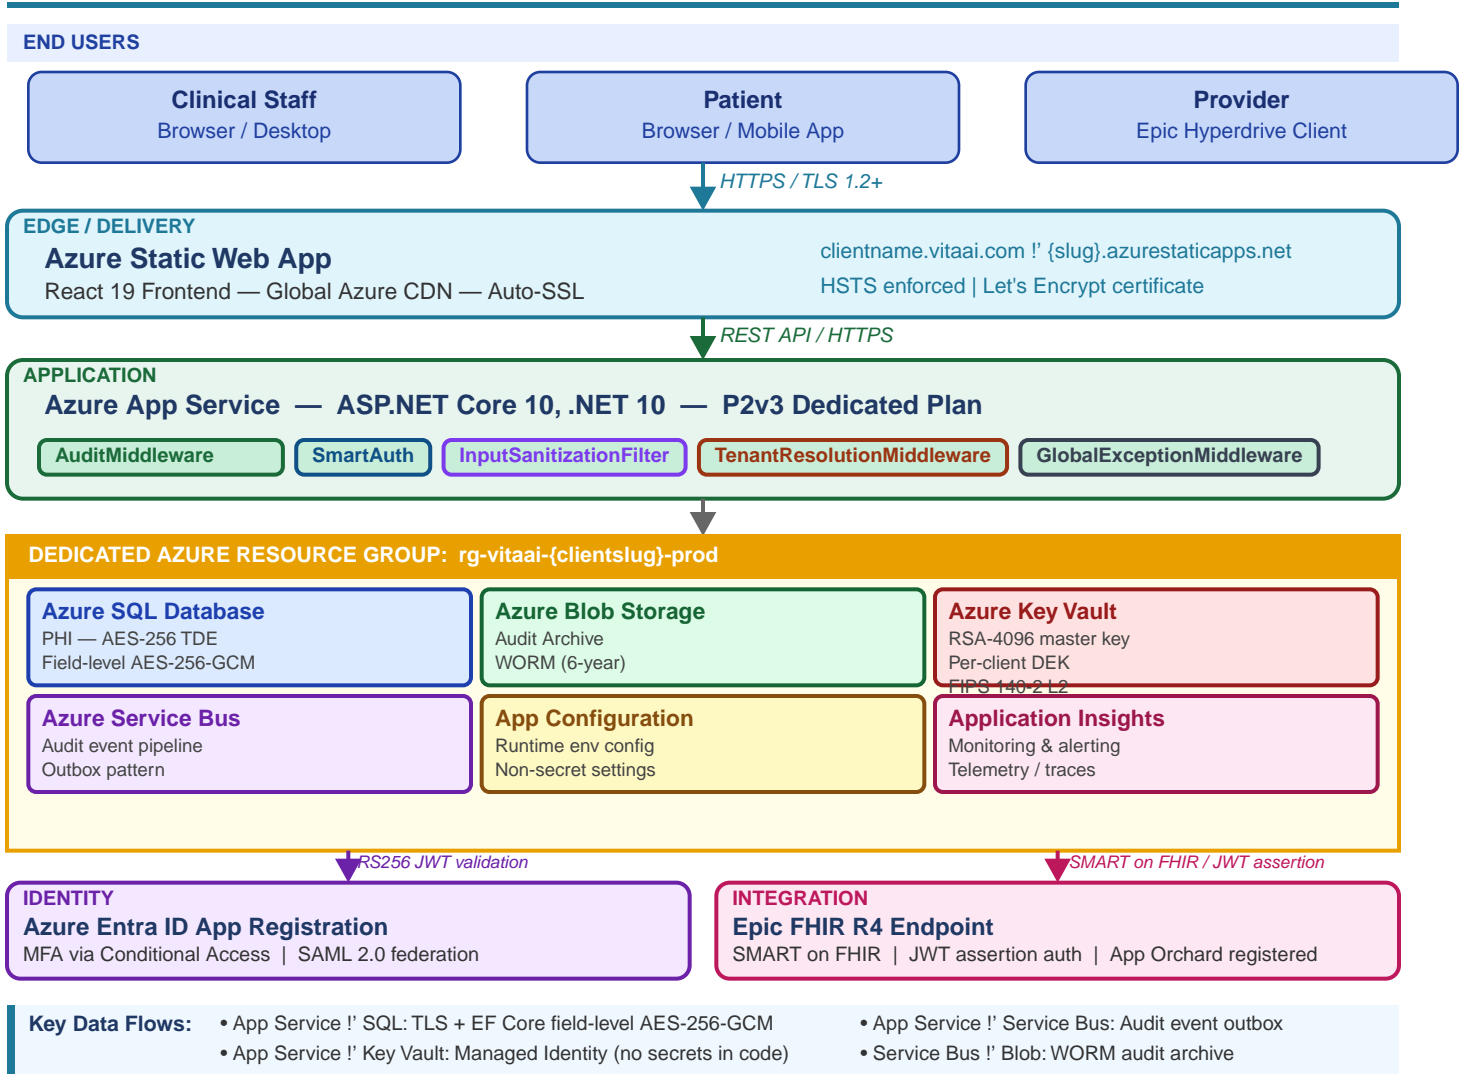 END USERS
Clinical Staff
Browser / Desktop
Patient
Browser / Mobile App
Provider
Epic Hyperdrive Client
HTTPS / TLS 1.2+
EDGE / DELIVERY
Azure Static Web App
React 19 Frontend — Global Azure CDN — Auto-SSL
clientname.vitaai.com !' {slug}.azurestaticapps.net
HSTS enforced | Let's Encrypt certificate
REST API / HTTPS
APPLICATION
Azure App Service — ASP.NET Core 10, .NET 10 — P2v3 Dedicated Plan
AuditMiddleware
SmartAuth
InputSanitizationFilter
TenantResolutionMiddleware
GlobalExceptionMiddleware
DEDICATED AZURE RESOURCE GROUP: rg-vitaai-{clientslug}-prod
Azure SQL Database
PHI — AES-256 TDE
Field-level AES-256-GCM
Azure Blob Storage
Audit Archive
WORM (6-year)
Azure Key Vault
RSA-4096 master key
Per-client DEK
FIPS 140-2 L2
Azure Service Bus
Audit event pipeline
Outbox pattern
App Configuration
Runtime env config
Non-secret settings
Application Insights
Monitoring & alerting
Telemetry / traces
RS256 JWT validation
SMART on FHIR / JWT assertion
IDENTITY
Azure Entra ID App Registration
MFA via Conditional Access | SAML 2.0 federation
INTEGRATION
Epic FHIR R4 Endpoint
SMART on FHIR | JWT assertion auth | App Orchard registered
Key Data Flows:
• App Service !' SQL: TLS + EF Core field-level AES-256-GCM
• App Service !' Key Vault: Managed Identity (no secrets in code)
• App Service !' Service Bus: Audit event outbox
• Service Bus !' Blob: WORM audit archive